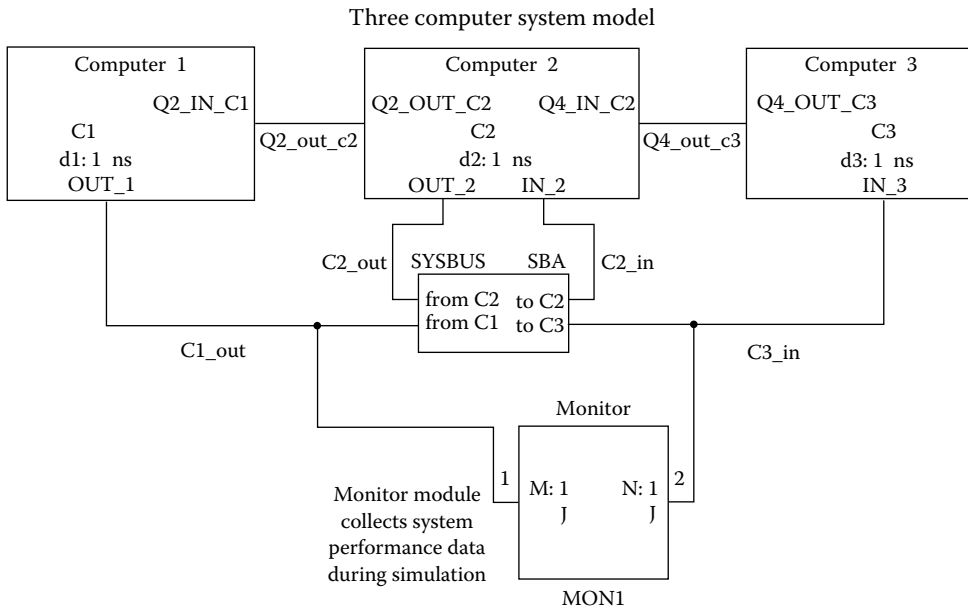 Three computer system model
Computer 1
Q2_IN_C1
C1
d1: 1 ns
OUT_1
Q2_out_c2
Computer 2
Q2_OUT_C2 Q4_IN_C2
C2
d2: 1 ns
OUT_2 IN_2
Q4_out_c3
Computer 3
Q4_OUT_C3
C3
d3: 1 ns
IN_3
C2_out
SYSBUS SBA
C2_in
from C2 to C2
from C1 to C3
C1_out
C3_in
Monitor
1
M: 1 N: 1
J J
2
Monitor module
collects system
performance data
during simulation
MON1